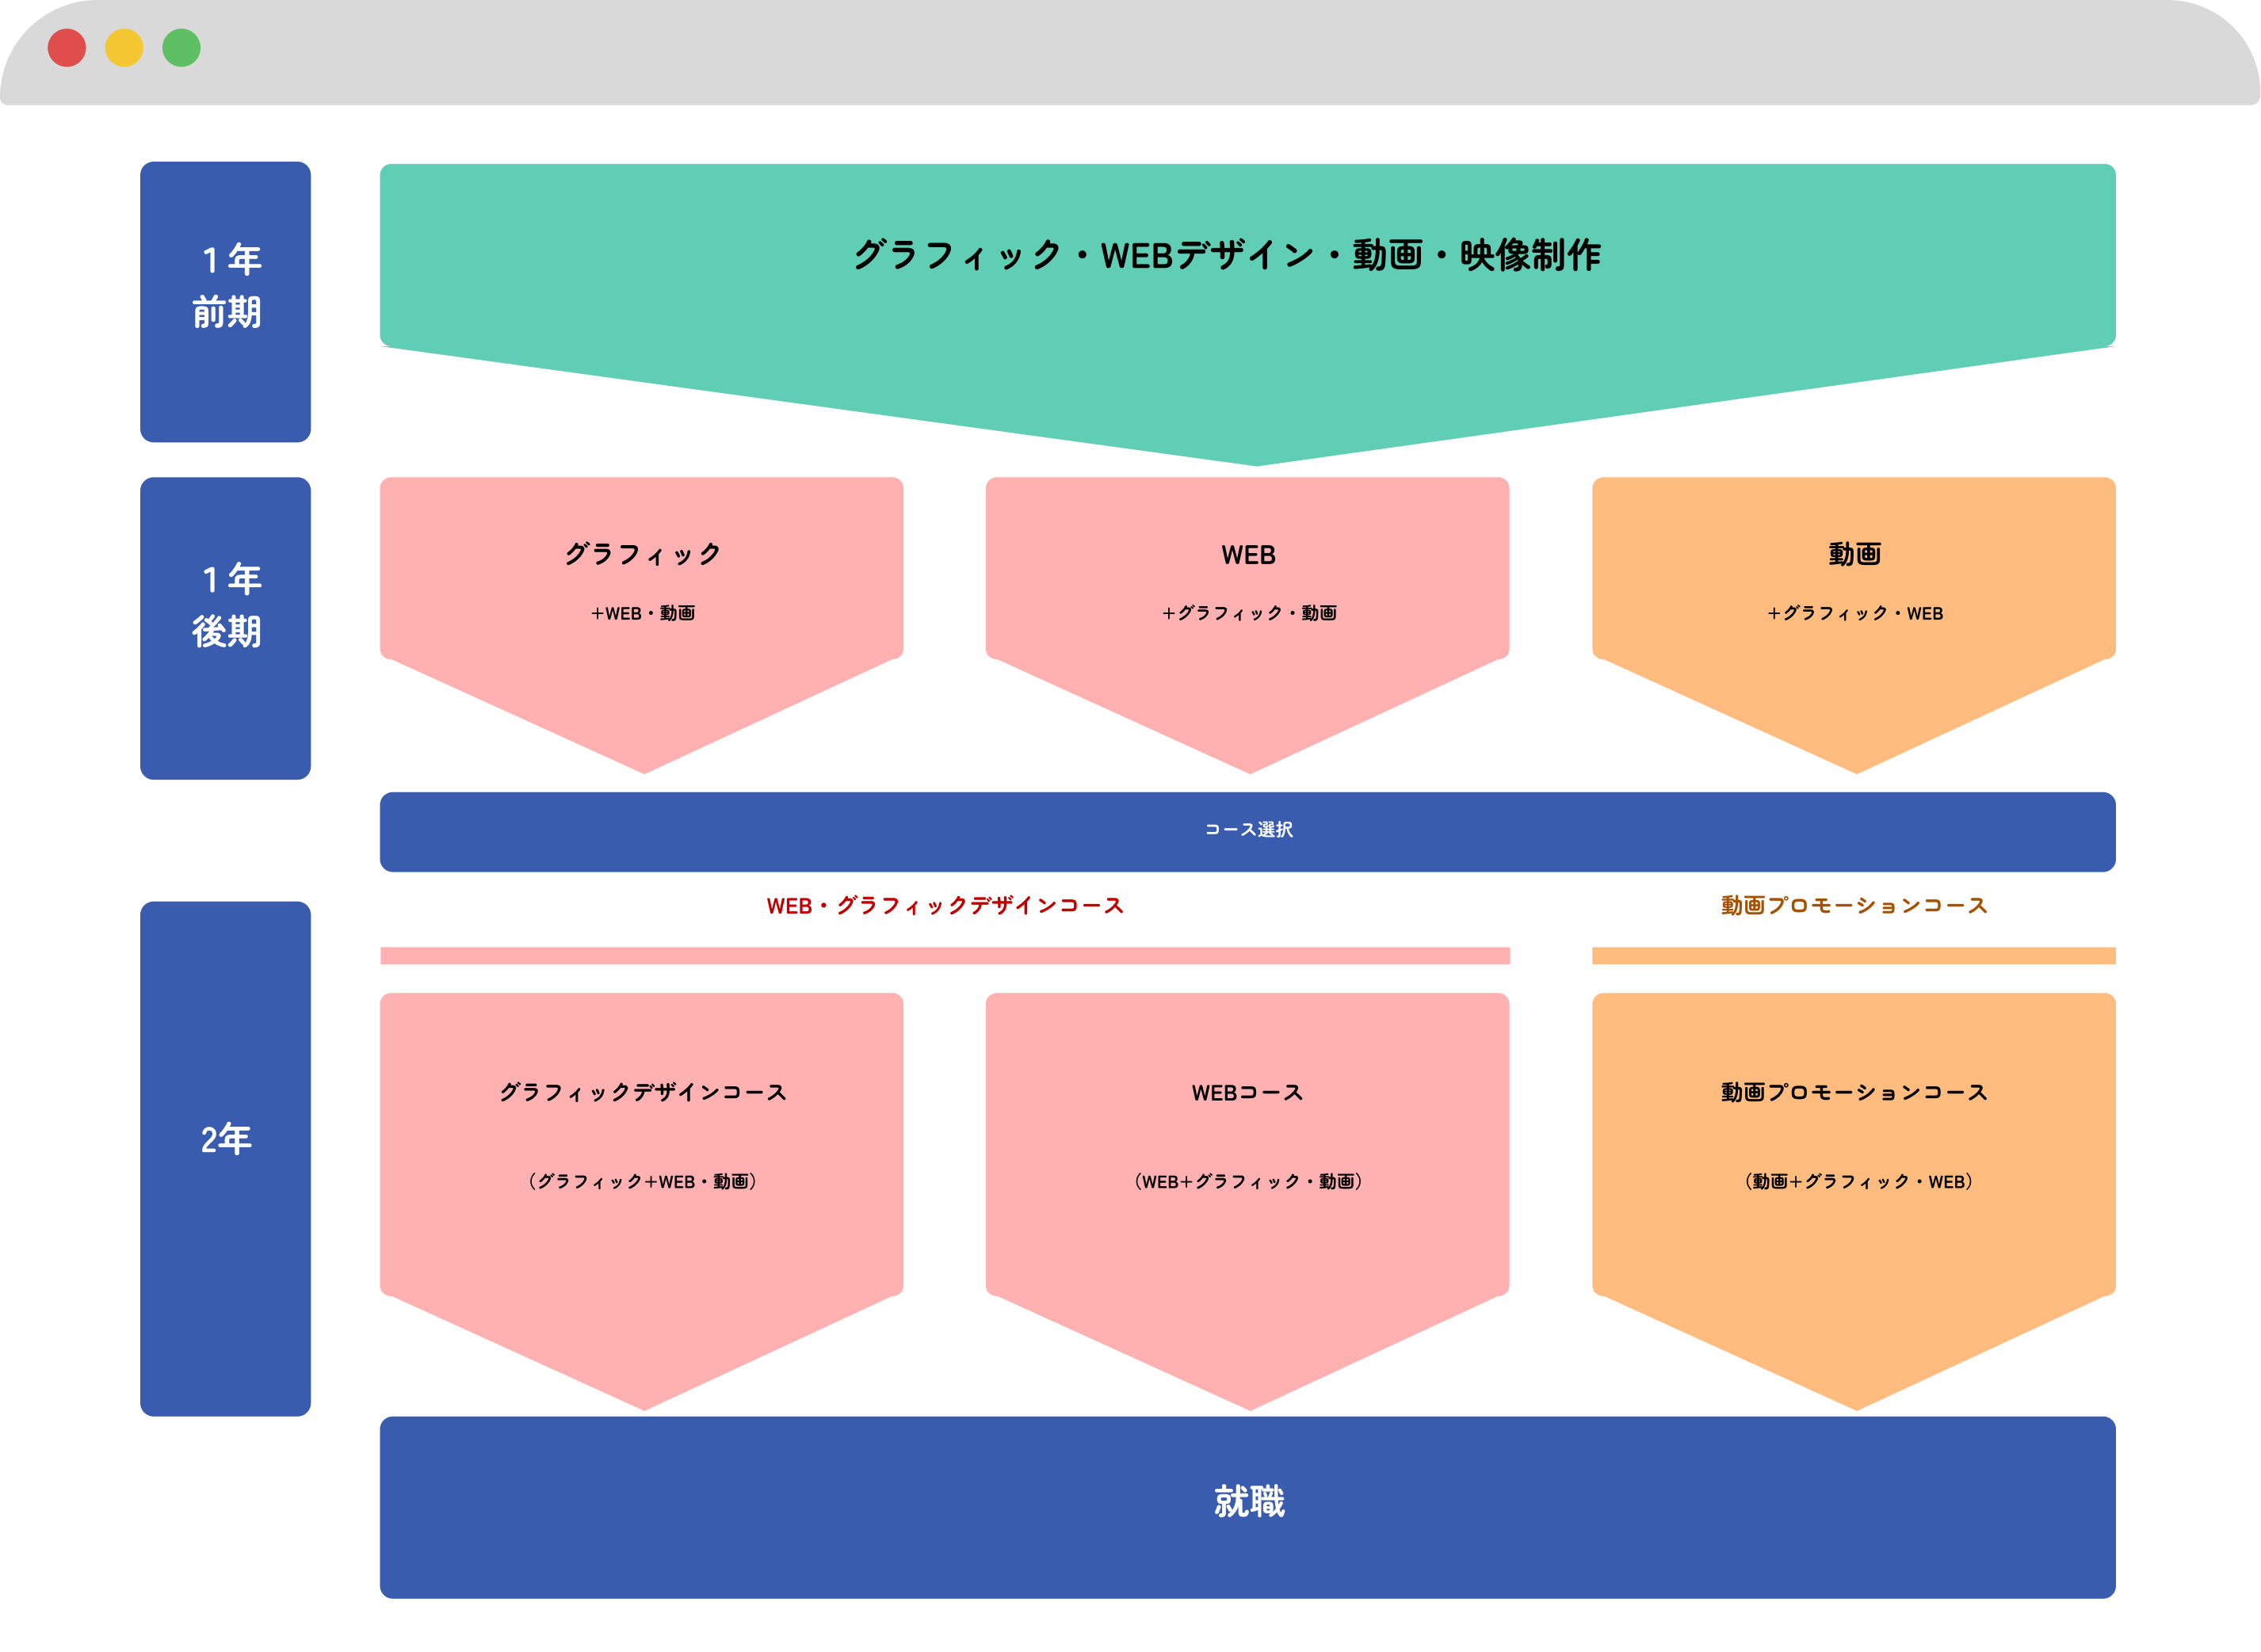 １年
前期
グラフィック・WEBデザイン・動画・映像制作
１年
後期
グラフィック
＋WEB・動画
WEB
＋グラフィック・動画
動画
＋グラフィック・WEB
コース選択
2年
WEB・グラフィックデザインコース
動画プロモーションコース
グラフィックデザインコース
（グラフィック＋WEB・動画）
WEBコース
（WEB＋グラフィック・動画）
動画プロモーションコース
（動画＋グラフィック・WEB）
就職